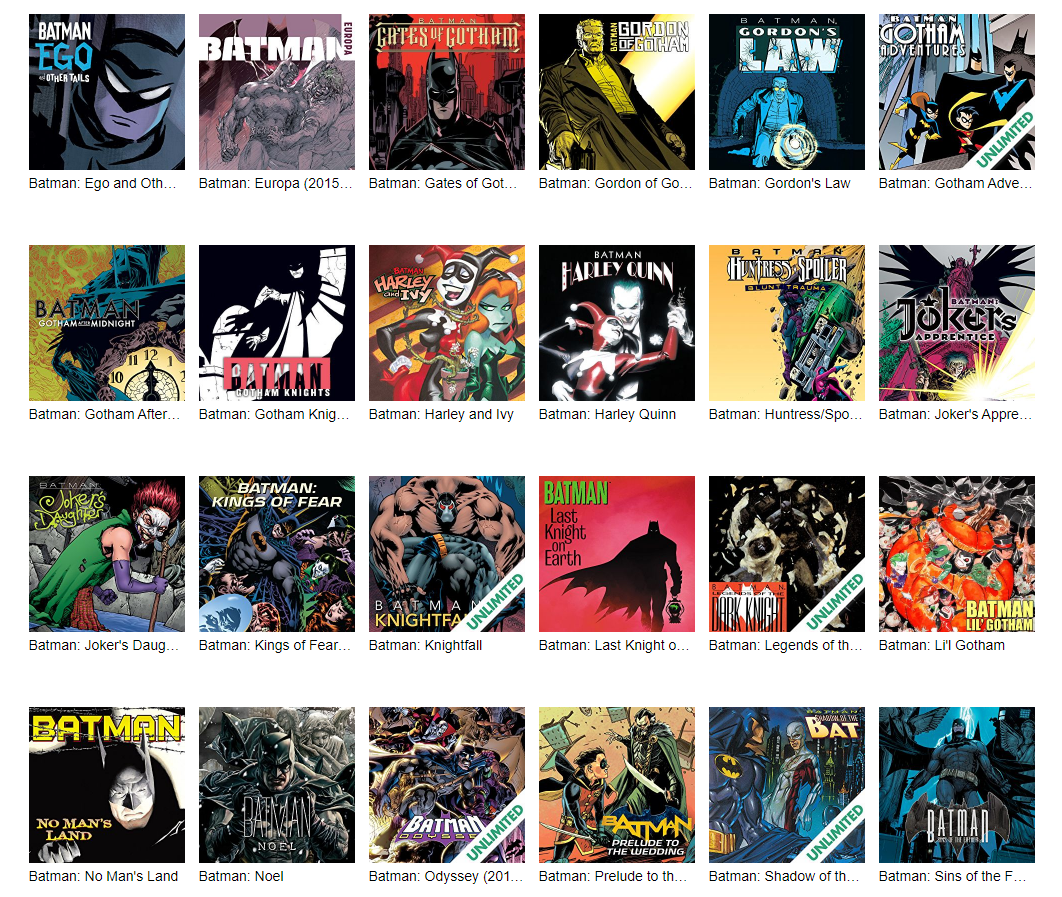 BATMAN
EGO
and OTHER TAILS
BATMAN
EUROPA
BATMAN
GATES OF GOTHAM
BATMAN
GORDON
OF GOTHAM
BATMAN
GORDON'S
LAW
BATMAN
GOTHAM
ADVENTURES
UNLIMITED
Batman: Ego and Oth...
Batman: Europa (2015...
Batman: Gates of Got...
Batman: Gordon of Go...
Batman: Gordon's Law
Batman: Gotham Adve...
BATMAN
GOTHAM AFTER MIDNIGHT
11 12 1
10
BATMAN
GOTHAM KNIGHTS
BATMAN
HARLEY
and IVY
BATMAN
HARLEY QUINN
BATMAN
HUNTRESS SPOILER
BLUNT TRAUMA
BATMAN:
JOKER'S
APPRENTICE
Batman: Gotham After...
Batman: Gotham Knig...
Batman: Harley and Ivy
Batman: Harley Quinn
Batman: Huntress/Spo...
Batman: Joker's Appre...
BATMAN
Joker's
Daughter
BATMAN:
KINGS OF FEAR
BATMAN
KNIGHTFA
UNLIMITED
BATMAN
Last
Knight
on
Earth
BATMAN
LEGENDS OF THE
DARK KNIGHT
UNLIMITED
BATMAN
LI'L GOTHAM
Batman: Joker's Daug...
Batman: Kings of Fear...
Batman: Knightfall
Batman: Last Knight o...
Batman: Legends of th...
Batman: Li'l Gotham
BATMAN
NO MAN'S
LAND
BATMAN
NOEL
BATMAN
ODYSSE
UNLIMITED
BATMAN
PRELUDE TO
THE WEDDING
BATMAN
SHADOW OF THE
BAT
UNLIMITED
BATMAN
SINS OF THE FATHER
Batman: No Man's Land
Batman: Noel
Batman: Odyssey (201...
Batman: Prelude to th...
Batman: Shadow of th...
Batman: Sins of the F...